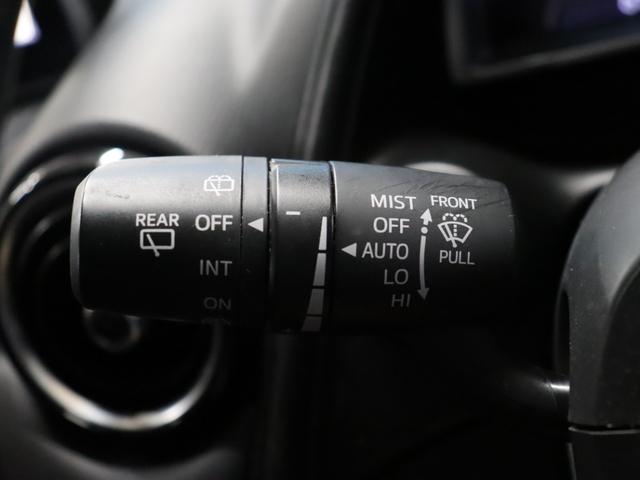 REAR
OFF
INT
ON
MIST
OFF
AUTO
LO
HI
FRONT
PULL